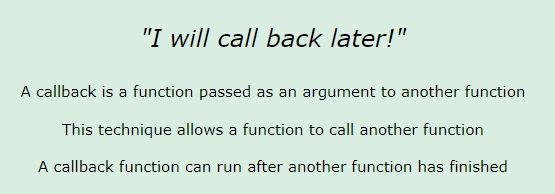 "I will call back later!"
A callback is a function passed as an argument to another function
This technique allows a function to call another function
A callback function can run after another function has finished